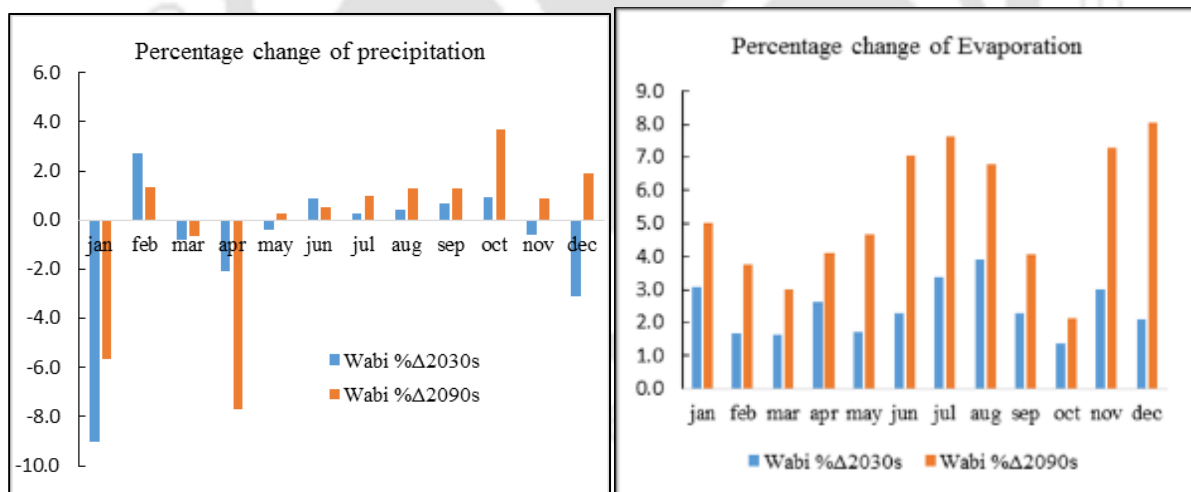 Percentage change of precipitation
6.0
4.0
2.0
0.0
-2.0
-4.0
-6.0
-8.0
-10.0
jan feb mar apr may jun jul aug sep oct nov dec
Wabi %Δ2030s
Wabi %Δ2090s
Percentage change of Evaporation
9.0
8.0
7.0
6.0
5.0
4.0
3.0
2.0
1.0
0.0
jan feb mar apr may jun jul aug sep oct nov dec
Wabi %Δ2030s Wabi %Δ2090s